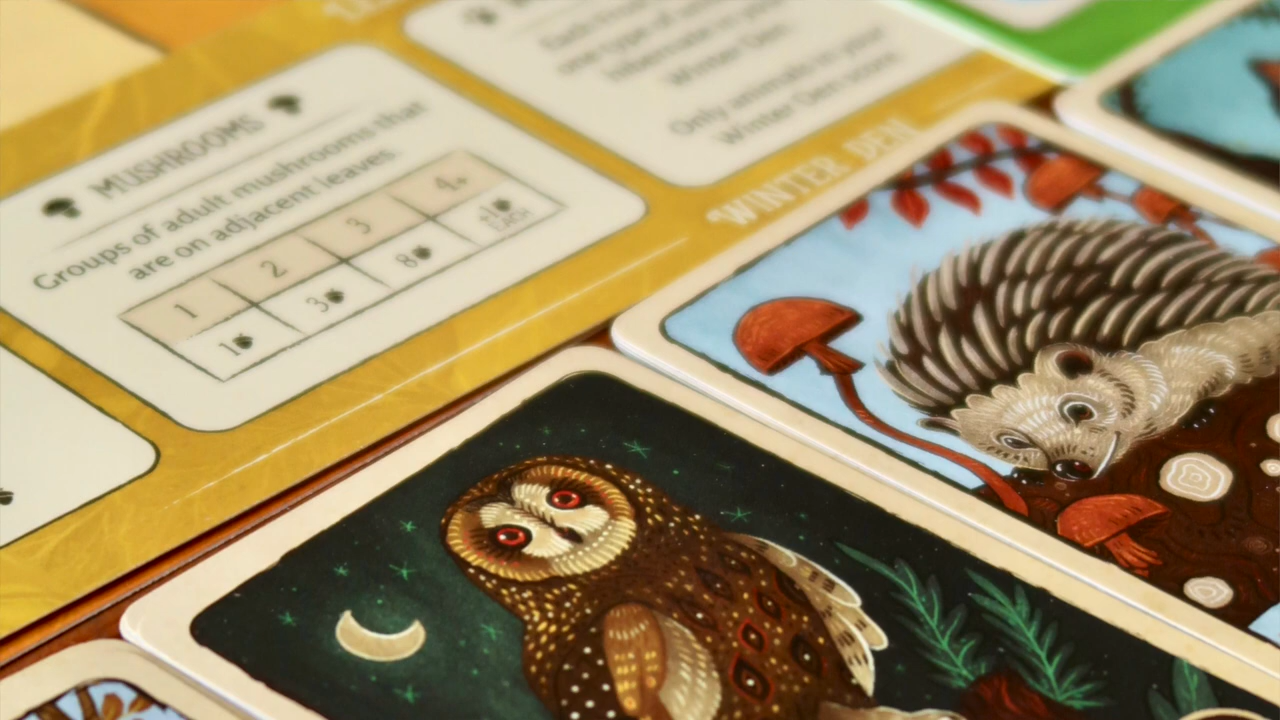 MUSHROOMS
Groups of adult mushrooms that
are on adjacent leaves.
1 2 3 4+
1 3 8 +1
EACH
one type of
hibernate in
Winter Den
Only animals in your
Winter Den score
WINTER DEN